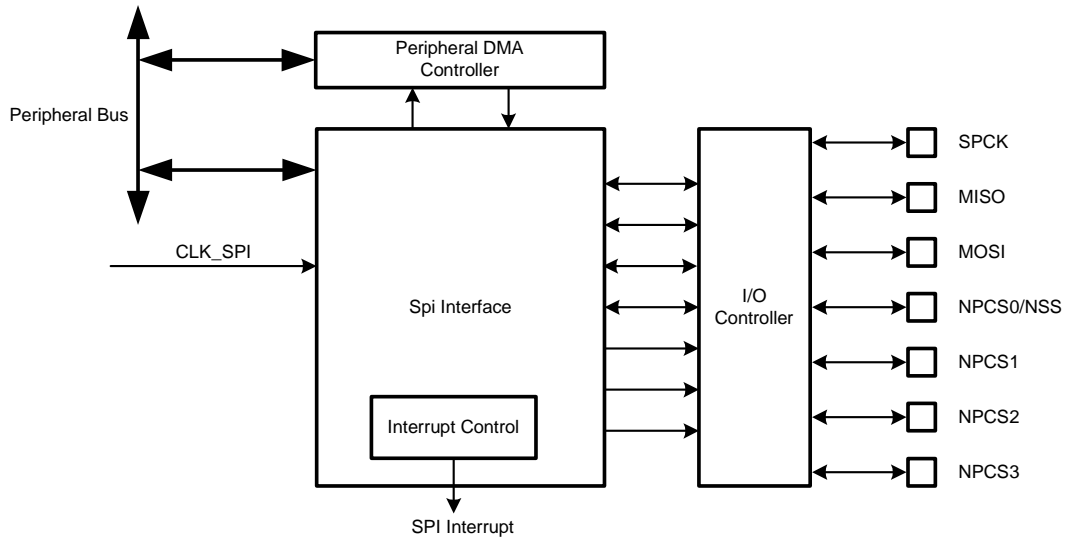 Peripheral DMA
Controller
Peripheral Bus
CLK_SPI
Spi Interface
Interrupt Control
SPI Interrupt
I/O
Controller
SPCK
MISO
MOSI
NPCS0/NSS
NPCS1
NPCS2
NPCS3